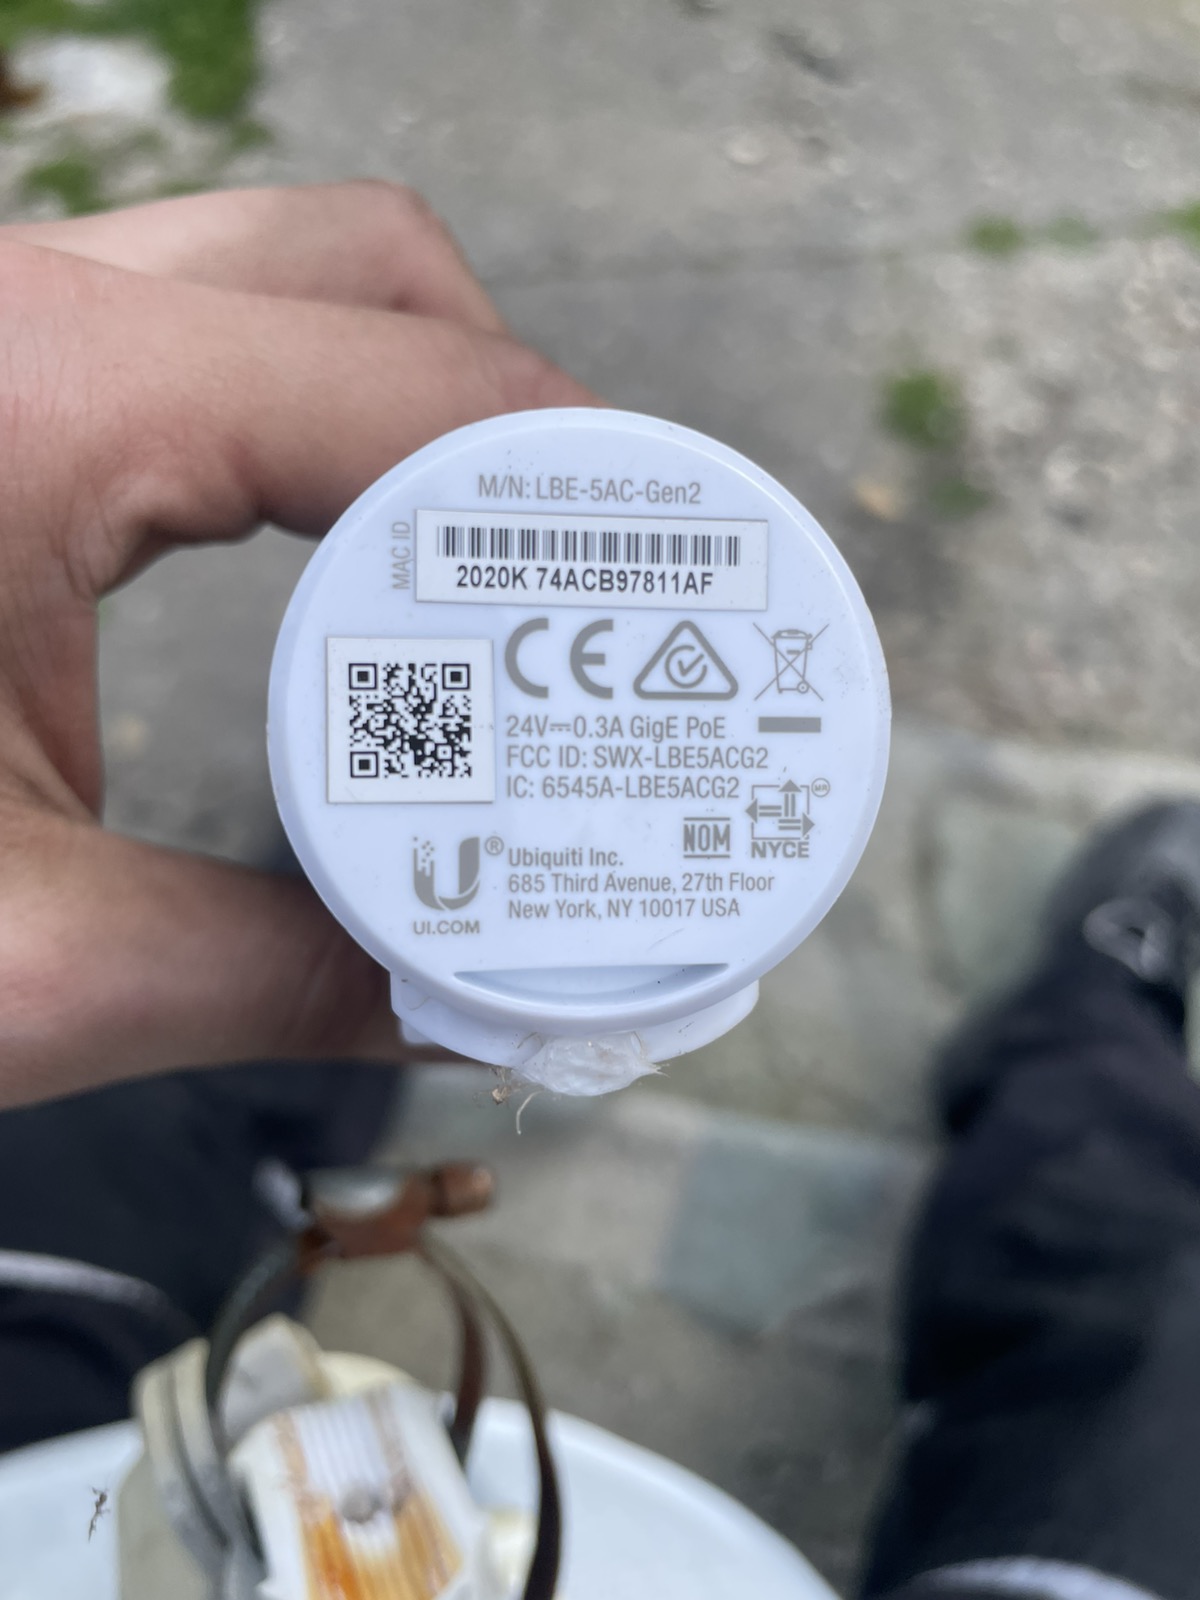 M/N: LBE-5AC-Gen2
MAC ID
2020K 74ACB97811AF
CE
24V⎓0.3A GigE PoE
FCC ID: SWX-LBE5ACG2
IC: 6545A-LBE5ACG2
MR
NOM
NYCE
U®
UI.COM
Ubiquiti Inc.
685 Third Avenue, 27th Floor
New York, NY 10017 USA